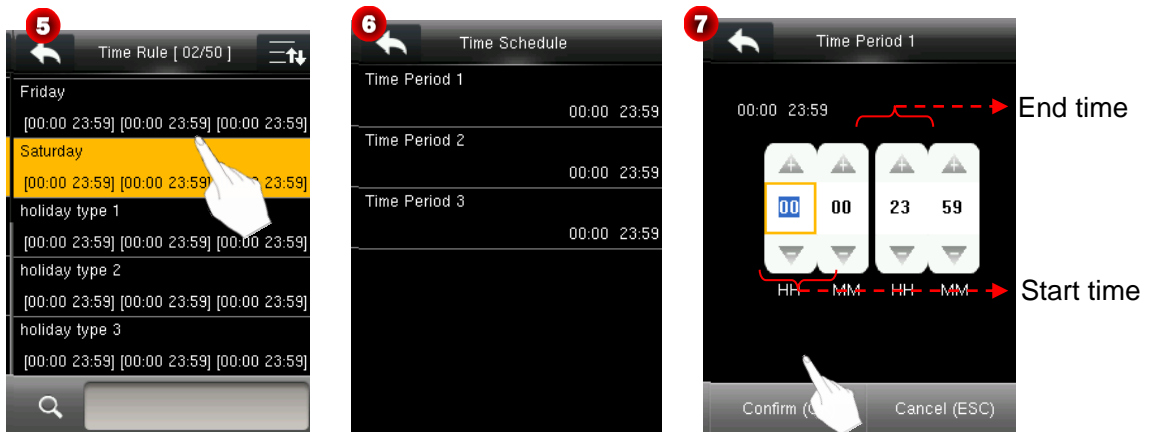 5
Time Rule [ 02/50 ]
Friday
[00:00 23:59] [00:00 23:59] [00:00 23:59]
Saturday
[00:00 23:59] [00:00 23:59] 23:59]
holiday type 1
[00:00 23:59] [00:00 23:59] [00:00 23:59]
holiday type 2
[00:00 23:59] [00:00 23:59] [00:00 23:59]
holiday type 3
[00:00 23:59] [00:00 23:59] [00:00 23:59]
6
Time Schedule
Time Period 1
00:00 23:59
Time Period 2
00:00 23:59
Time Period 3
00:00 23:59
7
Time Period 1
00:00 23:59
End time
00 00 23 59
HH MM HH MM
Start time
Confirm Cancel (ESC)